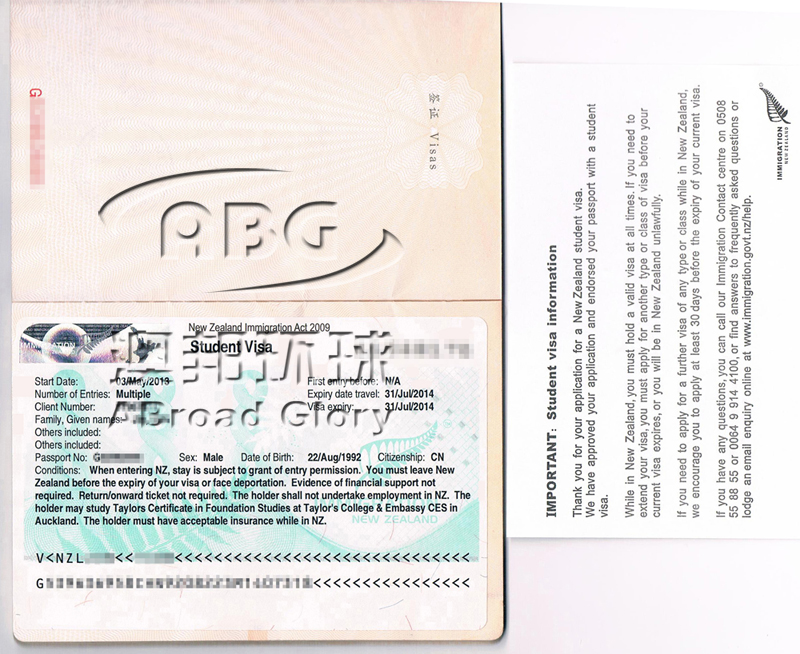 签证 Visas
G
ABG
澳邦环球
ABroad Glory
New Zealand Immigration Act 2009
Student Visa
Start Date: 03/May/2013 First entry before: N/A
Number of Entries: Multiple Expiry date travel: 31/Jul/2014
Client Number: Visa expiry: 31/Jul/2014
Family, Given names:
Others included:
Others included:
Passport No: G Sex: Male Date of Birth: 22/Aug/1992 Citizenship: CN
Conditions: When entering NZ, stay is subject to grant of entry permission. You must leave New
Zealand before the expiry of your visa or face deportation. Evidence of financial support not
required. Return/onward ticket not required. The holder shall not undertake employment in NZ. The
holder may study Taylors Certificate in Foundation Studies at Taylor's College & Embassy CES in
Auckland. The holder must have acceptable insurance while in NZ.
NEW ZEALAND
V<NZL
G
IMMIGRATION
NEW ZEALAND
IMPORTANT: Student visa information
Thank you for your application for a New Zealand student visa.
We have approved your application and endorsed your passport with a student
visa.
While in New Zealand, you must hold a valid visa at all times. If you need to
extend your visa, you must apply for another type or class of visa before your
current visa expires, or you will be in New Zealand unlawfully.
If you need to apply for a further visa of any type or class while in New Zealand,
we encourage you to apply at least 30 days before the expiry of your current visa.
If you have any questions, you can call our Immigration Contact centre on 0508
55 88 55 or 0064 9 914 4100, or find answers to frequently asked questions or
lodge an email enquiry online at www.immigration.govt.nz/help.